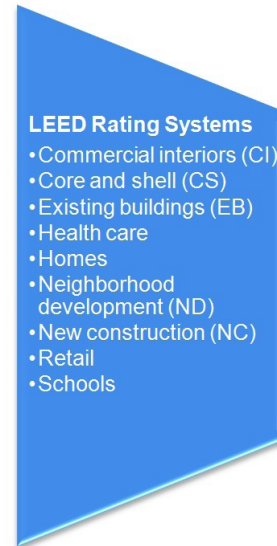 LEED Rating Systems
•Commercial interiors (CI)
•Core and shell (CS)
•Existing buildings (EB)
•Health care
•Homes
•Neighborhood
development (ND)
•New construction (NC)
•Retail
•Schools